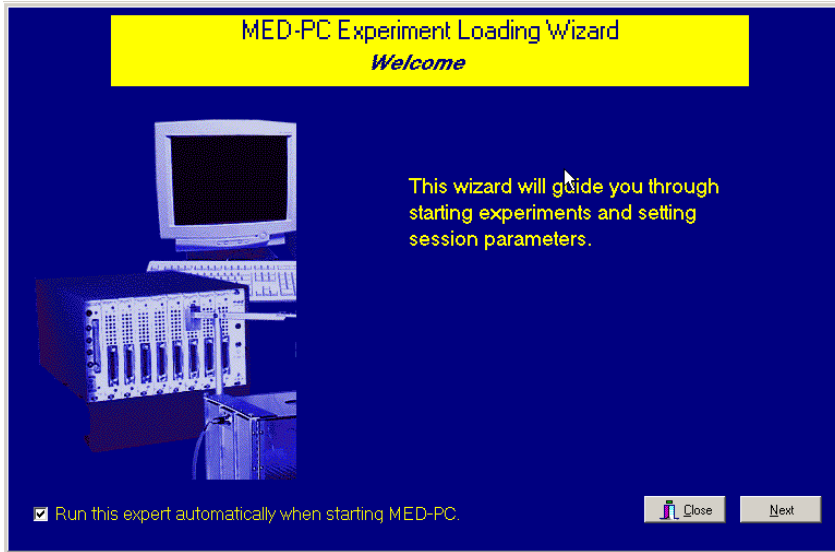 MED-PC Experiment Loading Wizard
Welcome
This wizard will guide you through
starting experiments and setting
session parameters.
Run this expert automatically when starting MED-PC.
Close
Next